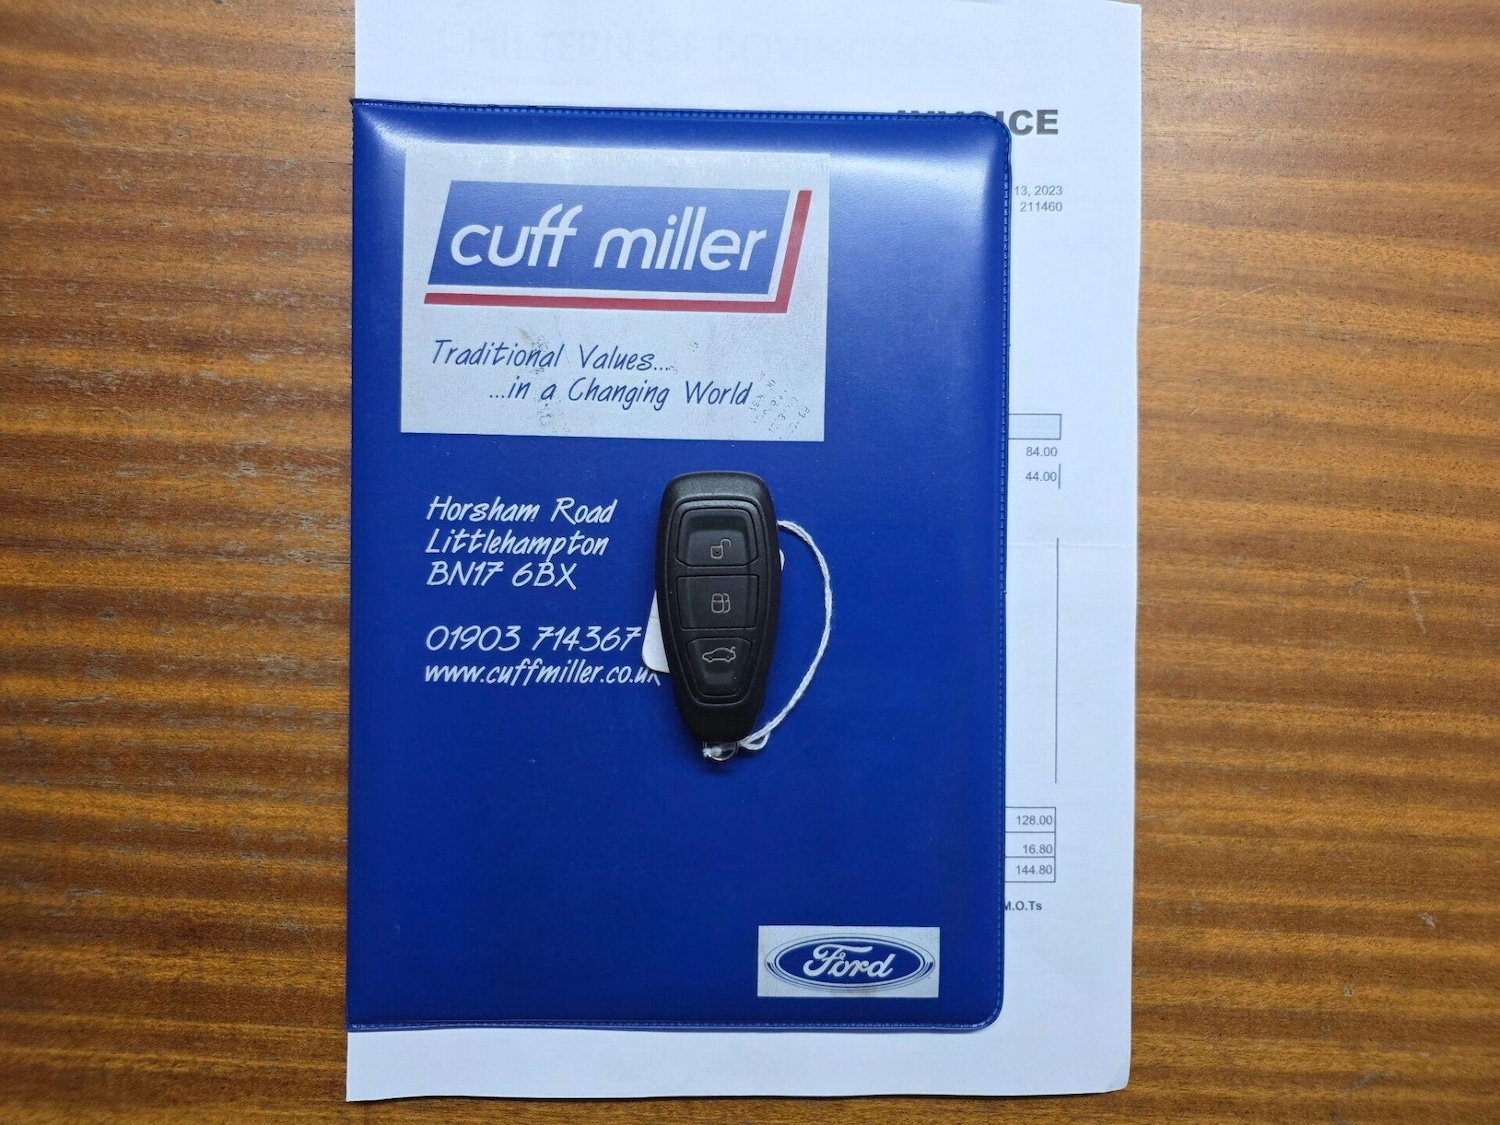 ICE
13, 2023
211460
cuff miller
Traditional Values...
...in a Changing World
84.00
44.00
Horsham Road
Littlehampton
BN17 6BX
01903 714367
www.cuffmiller.co.uk
128.00
16.80
144.80
M.O.Ts
Ford